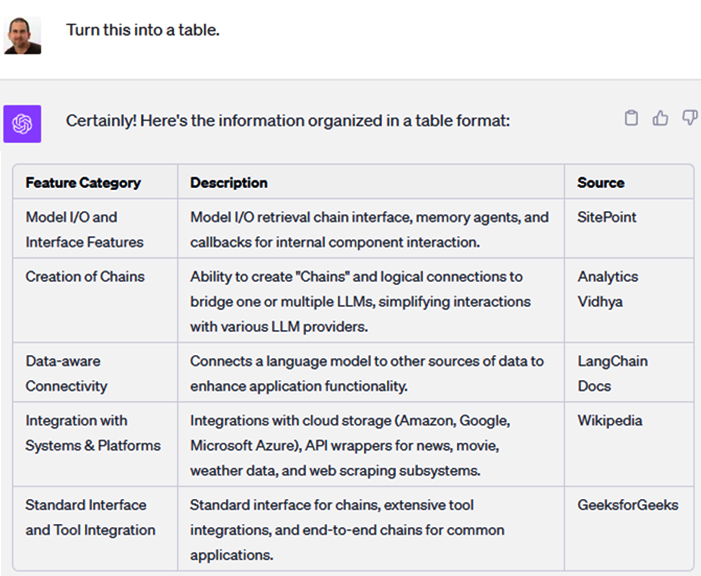 Turn this into a table.
Certainly! Here's the information organized in a table format:
Feature Category Description Source
Model I/O and
Interface Features
Model I/O retrieval chain interface, memory agents, and
callbacks for internal component interaction.
SitePoint
Creation of Chains
Ability to create "Chains" and logical connections to
bridge one or multiple LLMs, simplifying interactions
with various LLM providers.
Analytics
Vidhya
Data-aware
Connectivity
Connects a language model to other sources of data to
enhance application functionality.
LangChain
Docs
Integration with
Systems & Platforms
Integrations with cloud storage (Amazon, Google,
Microsoft Azure), API wrappers for news, movie,
weather data, and web scraping subsystems.
Wikipedia
Standard Interface
and Tool Integration
Standard interface for chains, extensive tool
integrations, and end-to-end chains for common
applications.
GeeksforGeeks